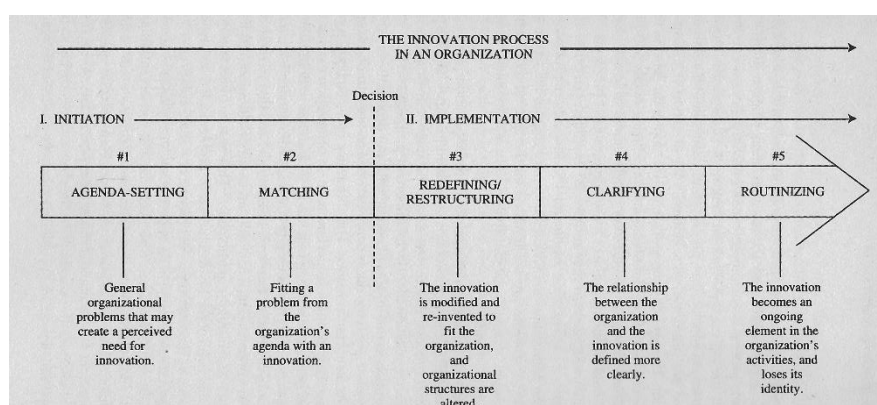 THE INNOVATION PROCESS
IN AN ORGANIZATION
Decision
I. INITIATION
II. IMPLEMENTATION
#1
#2
#3
#4
#5
AGENDA-SETTING
MATCHING
REDEFINING/
RESTRUCTURING
CLARIFYING
ROUTINIZING
General
organizational
problems that may
create a perceived
need for
innovation.
Fitting a
problem from
the
organization's
agenda with an
innovation.
The innovation
is modified and
re-invented to
fit the
organization,
and
organizational
structures are
altered
The relationship
between the
organization
and the
innovation is
defined more
clearly.
The innovation
becomes an
ongoing
element in the
organization's
activities, and
loses its
identity.